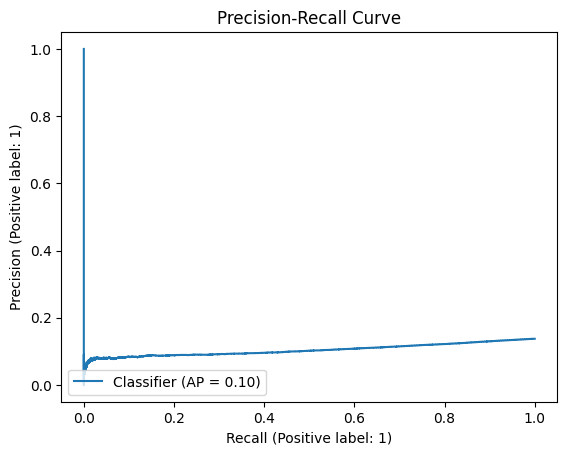 Precision-Recall Curve
Precision (Positive label: 1)
1.0
0.8
0.6
0.4
0.2
0.0
Classifier (AP = 0.10)
0.0 0.2 0.4 0.6 0.8 1.0
Recall (Positive label: 1)